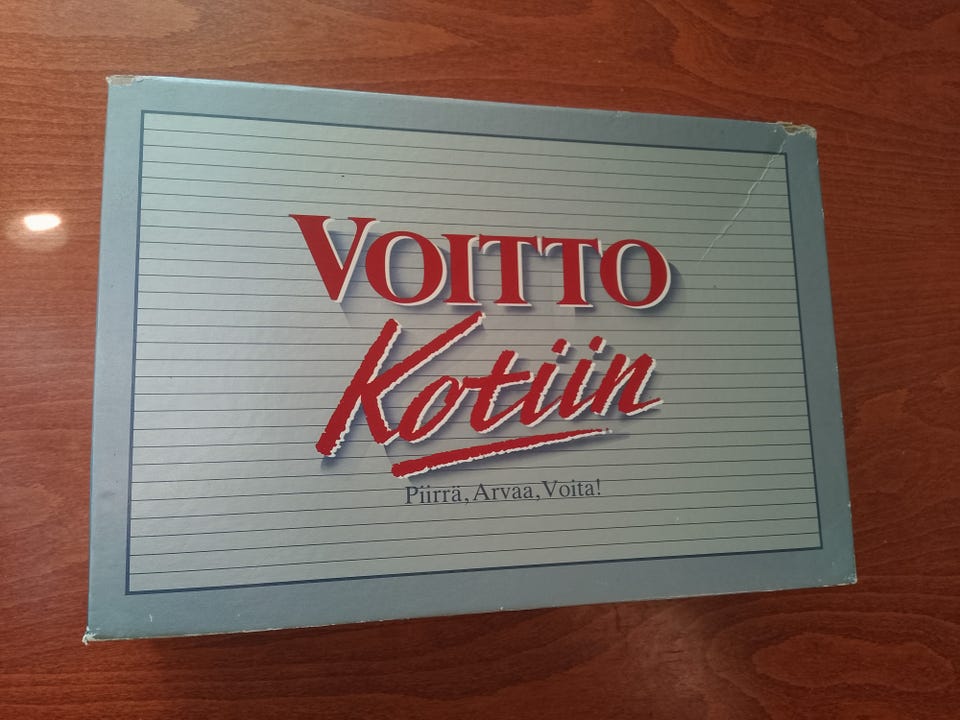 VOITTO
Kotiin
Piirrä, Arvaa, Voita!